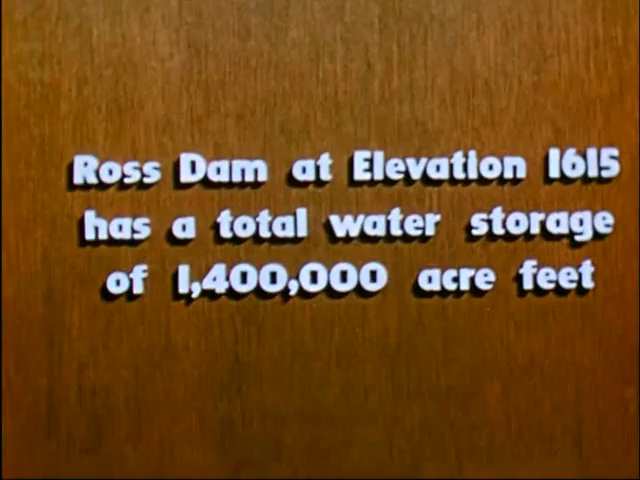 Ross Dam at Elevation 1615
has a total water storage
of 1,400,000 acre feet